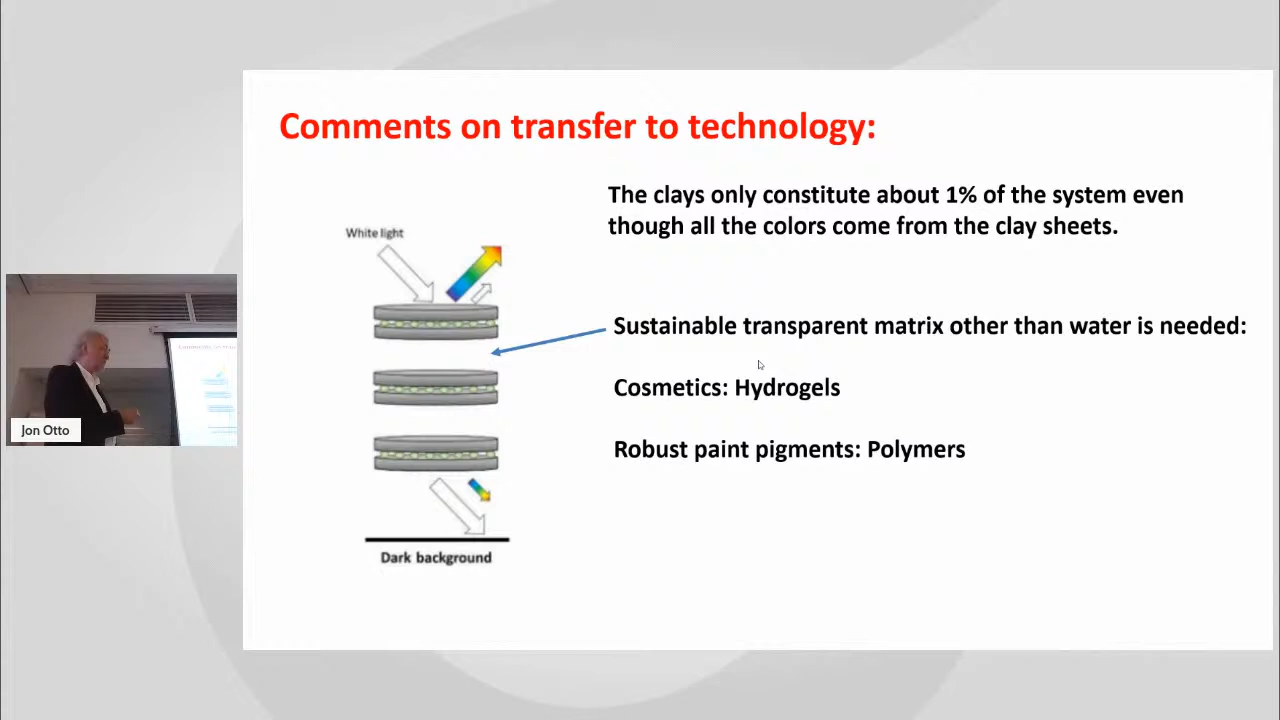 Comments on transfer to technology:
The clays only constitute about 1% of the system even
though all the colors come from the clay sheets.
White light
Sustainable transparent matrix other than water is needed:
Cosmetics: Hydrogels
Robust paint pigments: Polymers
Dark background
Jon Otto